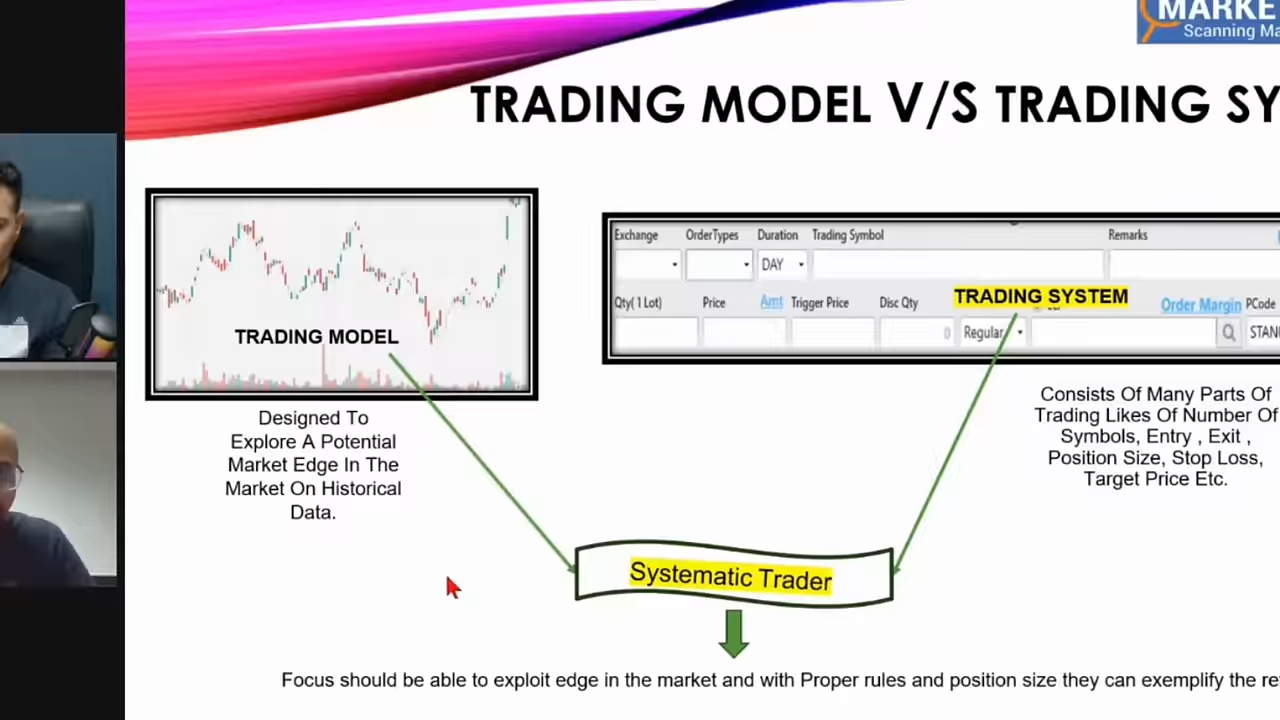 MARKE
Scanning Ma
TRADING MODEL V/S TRADING SY
Exchange OrderTypes Duration Trading Symbol Remarks
DAY
TRADING SYSTEM
Qty( 1 Lot) Price Amt Trigger Price Disc Qty Order Margin PCode
0 Regular STAN
TRADING MODEL
Designed To
Explore A Potential
Market Edge In The
Market On Historical
Data.
Consists Of Many Parts Of
Trading Likes Of Number Of
Symbols, Entry , Exit ,
Position Size, Stop Loss,
Target Price Etc.
Systematic Trader
Focus should be able to exploit edge in the market and with Proper rules and position size they can exemplify the re